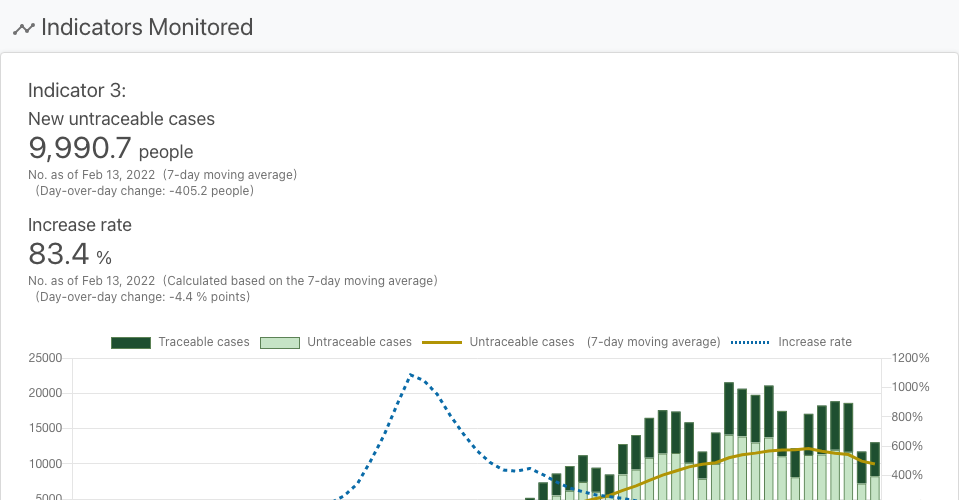 Indicators Monitored
Indicator 3:
New untraceable cases
9,990.7 people
No. as of Feb 13, 2022 (7-day moving average)
(Day-over-day change: -405.2 people)
Increase rate
83.4 %
No. as of Feb 13, 2022 (Calculated based on the 7-day moving average)
(Day-over-day change: -4.4 % points)
Traceable cases Untraceable cases Untraceable cases (7-day moving average) Increase rate
25000 1200%
20000 1000%
15000 800%
10000 600%
5000 400%